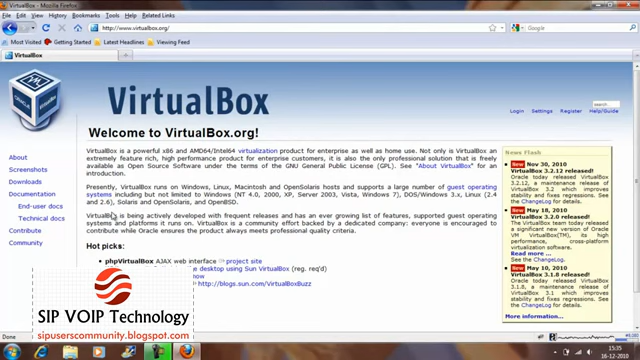 VirtualBox - Mozilla Firefox
File Edit View History Bookmarks Tools Help Related Links
http://www.virtualbox.org/
Google
Most Visited Getting Started Latest Headlines Viewing Feed
VirtualBox
VirtualBox
search...
Login Settings Register Help/Guide
Welcome to VirtualBox.org!
About
Screenshots
Downloads
Documentation
End-user docs
Technical docs
Contribute
Community
VirtualBox is a powerful x86 and AMD64/Intel64 virtualization product for enterprise as well as home use. Not only is VirtualBox an
extremely feature rich, high performance product for enterprise customers, it is also the only professional solution that is freely
available as Open Source Software under the terms of the GNU General Public License (GPL). See "About VirtualBox" for an
introduction.
Presently, VirtualBox runs on Windows, Linux, Macintosh and OpenSolaris hosts and supports a large number of guest operating
systems including but not limited to Windows (NT 4.0, 2000, XP, Server 2003, Vista, Windows 7), DOS/Windows 3.x, Linux (2.4
and 2.6), Solaris and OpenSolaris, and OpenBSD.
VirtualBox is being actively developed with frequent releases and has an ever growing list of features, supported guest operating
systems and platforms it runs on. VirtualBox is a community effort backed by a dedicated company: everyone is encouraged to
contribute while Oracle ensures the product always meets professional quality criteria.
Hot picks:
phpVirtualBox AJAX web interface project site
desktop using Sun VirtualBox (reg. req'd)
now
http://blogs.sun.com/VirtualBoxBuzz
News Flash
New Nov 30, 2010
VirtualBox 3.2.12 released!
Oracle today released VirtualBox
3.2.12, a maintenance release of
VirtualBox 3.2 which improves
stability and fixes regressions.
See the ChangeLog.
New May 18, 2010
VirtualBox 3.2.0 released!
The VirtualBox team today released
a significant new version of Oracle
VM VirtualBox(TM), its
high-performance, cross-platform
virtualization software.
Read more...
See the ChangeLog.
New May 10, 2010
VirtualBox 3.1.8 released!
Oracle today released VirtualBox
3.1.8, a maintenance release of
VirtualBox 3.1 which improves
stability and fixes regressions.
See the ChangeLog.
More information...
SIP VOIP Technology
sipuserscommunity.blogspot.com
Done
15:35
16-12-2010